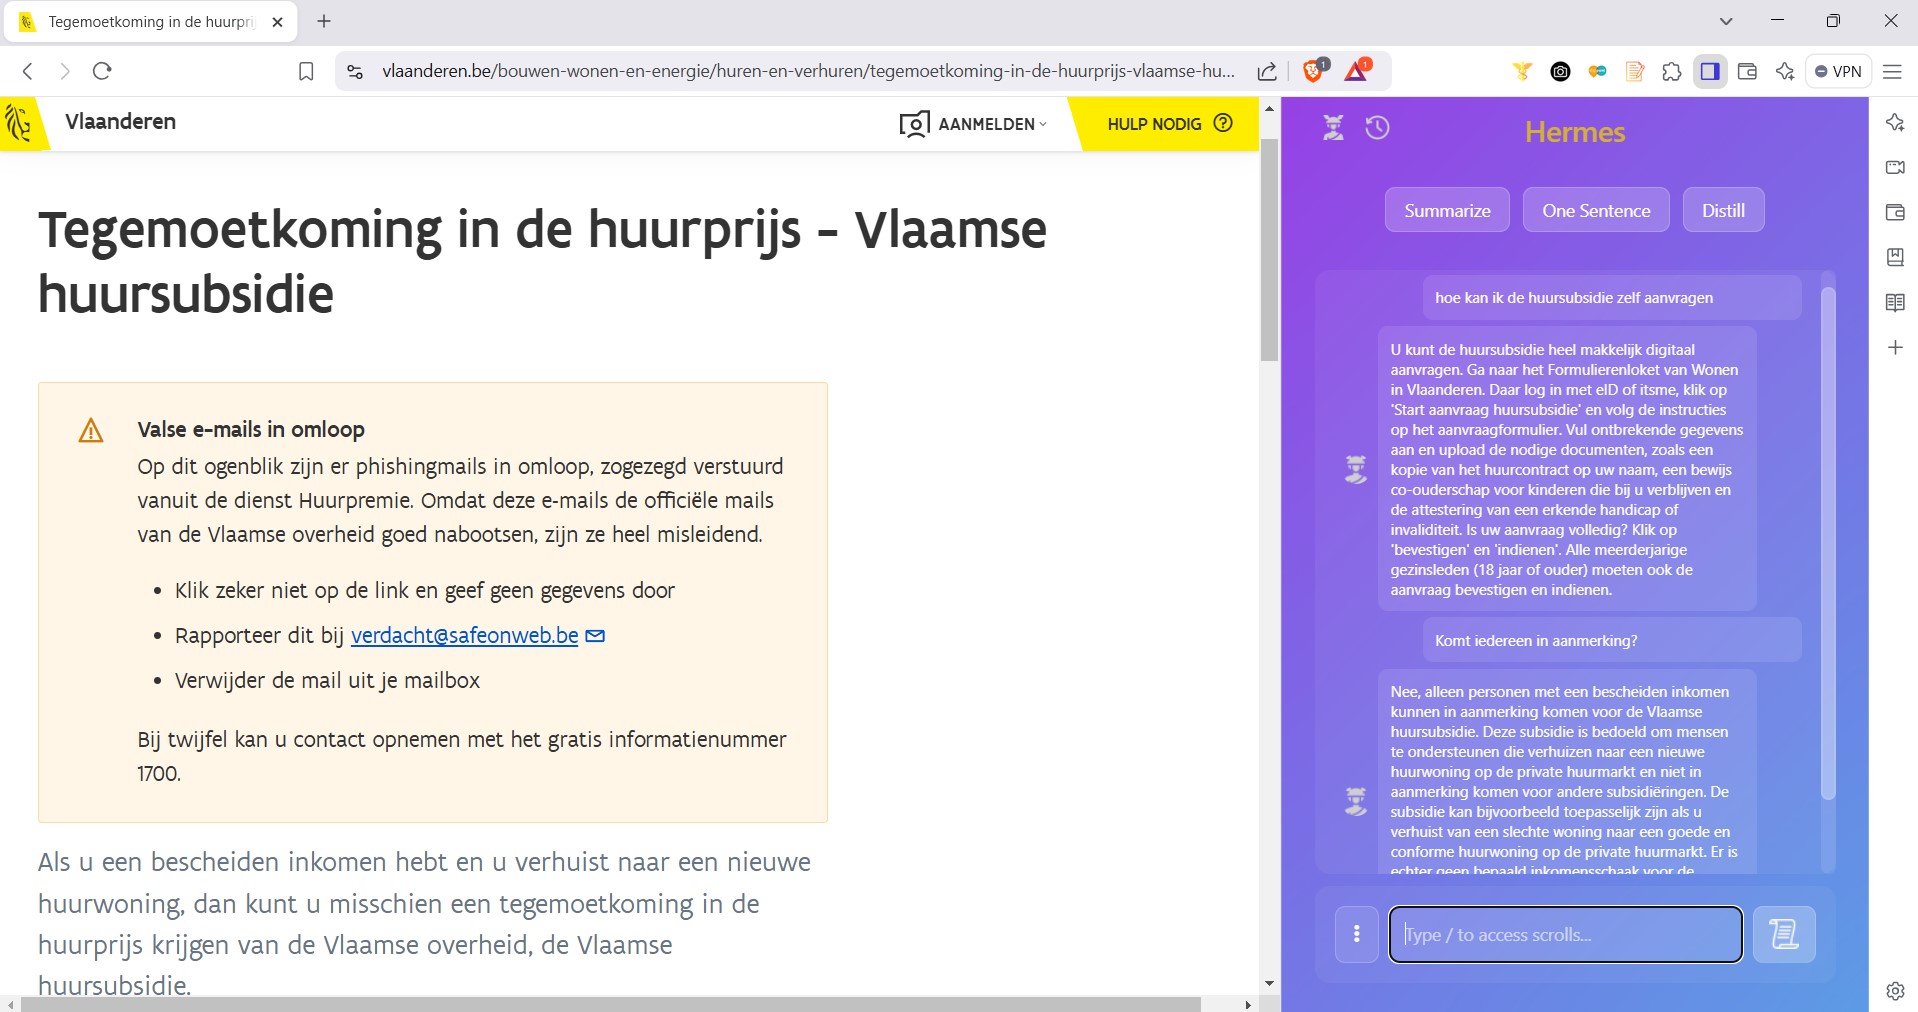 Tegemoetkoming in de huurpri
vlaanderen.be/bouwen-wonen-en-energie/huren-en-verhuren/tegemoetkoming-in-de-huurprijs-vlaamse-hu...
1
1
VPN
Vlaanderen
AANMELDEN
HULP NODIG
Tegemoetkoming in de huurprijs – Vlaamse
huursubsidie
Valse e-mails in omloop
Op dit ogenblik zijn er phishingmails in omloop, zogezegd verstuurd
vanuit de dienst Huurpremie. Omdat deze e-mails de officiële mails
van de Vlaamse overheid goed nabootsen, zijn ze heel misleidend.
• Klik zeker niet op de link en geef geen gegevens door
• Rapporteer dit bij verdacht@safeonweb.be
• Verwijder de mail uit je mailbox
Bij twijfel kan u contact opnemen met het gratis informatienummer
1700.
Als u een bescheiden inkomen hebt en u verhuist naar een nieuwe
huurwoning, dan kunt u misschien een tegemoetkoming in de
huurprijs krijgen van de Vlaamse overheid, de Vlaamse
huursubsidie.
Hermes
Summarize
One Sentence
Distill
hoe kan ik de huursubsidie zelf aanvragen
U kunt de huursubsidie heel makkelijk digitaal
aanvragen. Ga naar het Formulierenloket van Wonen
in Vlaanderen. Daar log in met eID of itsme, klik op
'Start aanvraag huursubsidie' en volg de instructies
op het aanvraagformulier. Vul ontbrekende gegevens
aan en upload de nodige documenten, zoals een
kopie van het huurcontract op uw naam, een bewijs
co-ouderschap voor kinderen die bij u verblijven en
de attestering van een erkende handicap of
invaliditeit. Is uw aanvraag volledig? Klik op
'bevestigen' en 'indienen'. Alle meerderjarige
gezinsleden (18 jaar of ouder) moeten ook de
aanvraag bevestigen en indienen.
Komt iedereen in aanmerking?
Nee, alleen personen met een bescheiden inkomen
kunnen in aanmerking komen voor de Vlaamse
huursubsidie. Deze subsidie is bedoeld om mensen
te ondersteunen die verhuizen naar een nieuwe
huurwoning op de private huurmarkt en niet in
aanmerking komen voor andere subsidiëringen. De
subsidie kan bijvoorbeeld toepasselijk zijn als u
verhuist van een slechte woning naar een goede en
conforme huurwoning op de private huurmarkt. Er is
echter geen bepaald inkomensschaak voor de
Type / to access scrolls...